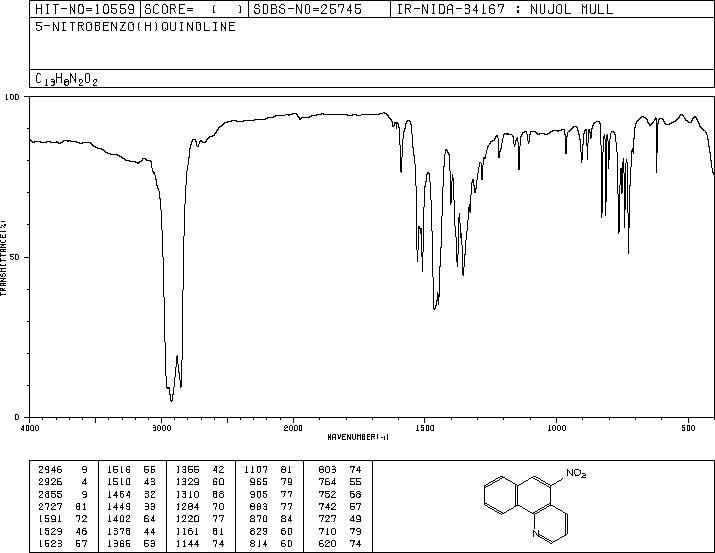 HIT-NO=10559 SCORE= ( ) SDBS-NO=25745 IR-NIDA-34167 : NUJOL MULL
5-NITROBENZO(H)QUINOLINE
C13H8N2O2
100
50
0
TRANSMITTANCE(%)
4000 3000 2000 1500 1000 500
WAVENUMBER(-1)
2946 9 1516 55 1355 42 1107 81 803 74
2926 4 1510 43 1329 60 965 79 764 55
2855 9 1464 32 1310 68 905 77 752 68
2727 81 1449 33 1284 70 883 77 742 57
1591 72 1402 64 1220 77 870 84 727 49
1529 46 1378 44 1161 81 829 60 710 79
1523 57 1365 53 1144 74 814 60 620 74
NO2
N